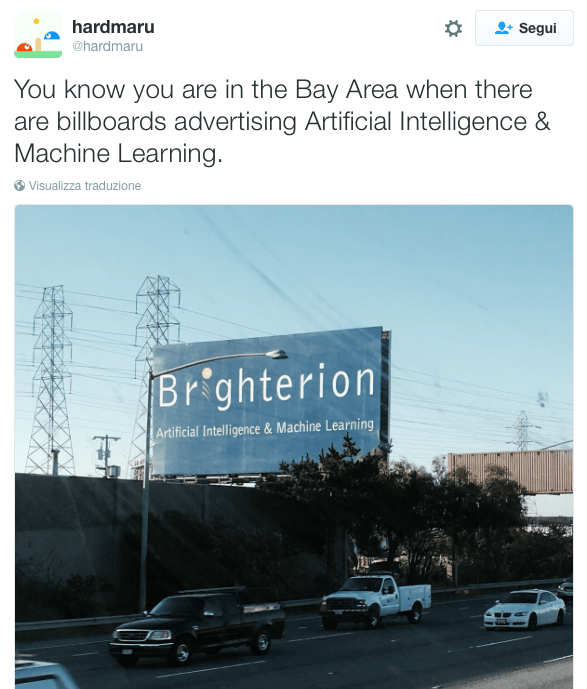 hardmaru
@hardmaru
Segui
You know you are in the Bay Area when there
are billboards advertising Artificial Intelligence &
Machine Learning.
Visualizza traduzione
Brighterion
Artificial Intelligence & Machine Learning